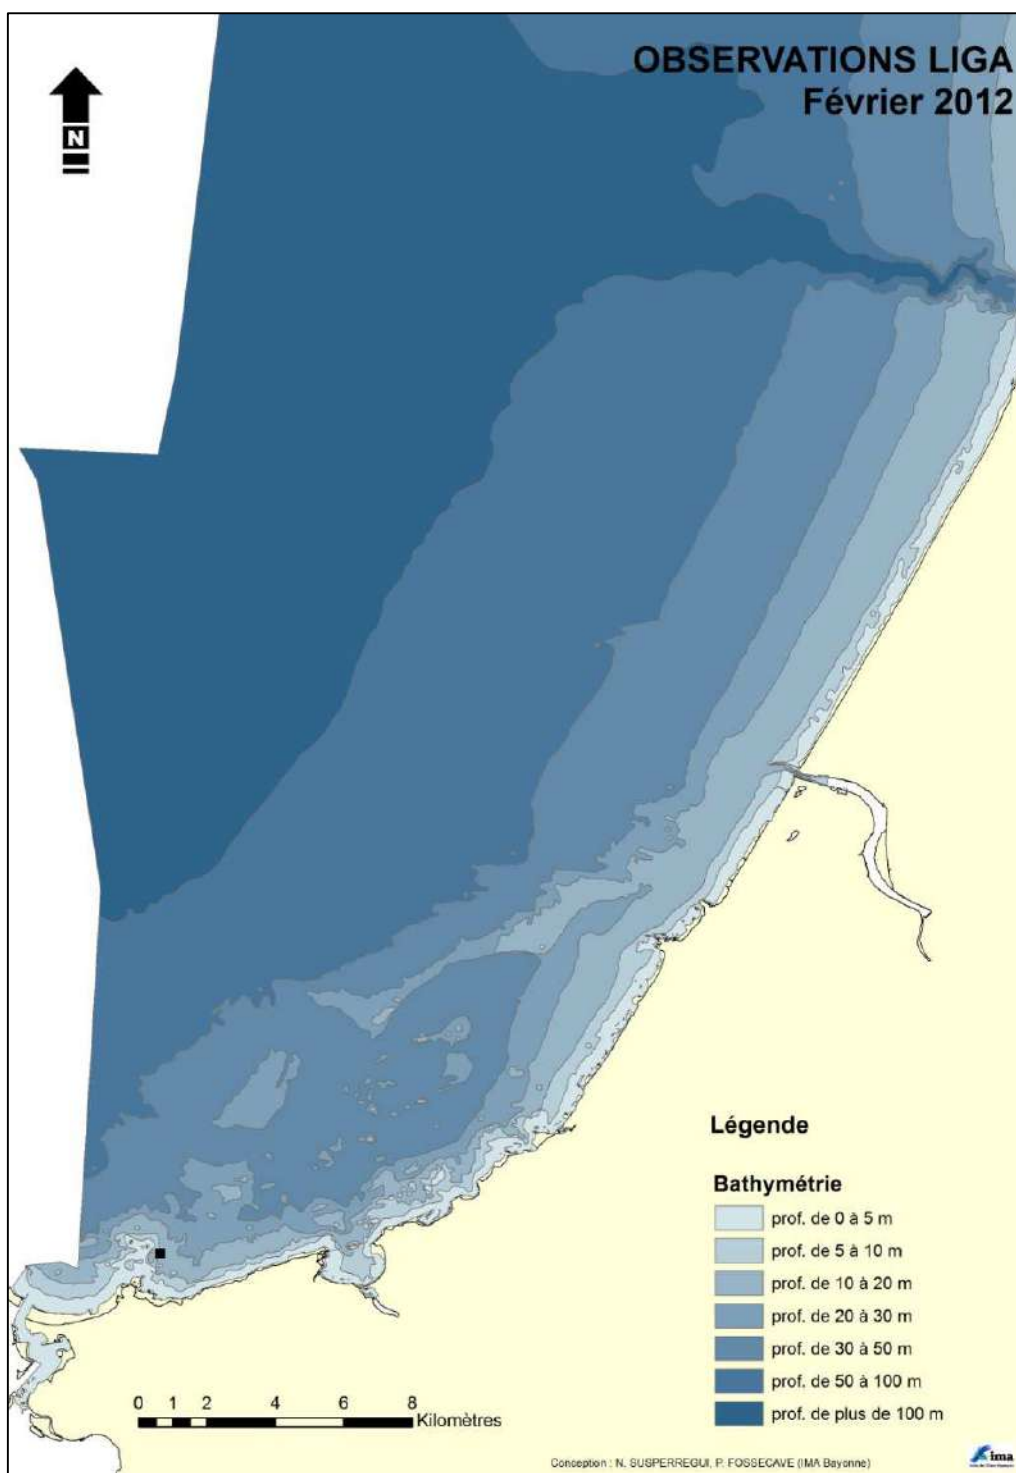 OBSERVATIONS LIGA
Février 2012
N
Légende
Bathymétrie
prof. de 0 à 5 m
prof. de 5 à 10 m
prof. de 10 à 20 m
prof. de 20 à 30 m
prof. de 30 à 50 m
prof. de 50 à 100 m
prof. de plus de 100 m
0 1 2 4 6 8
Kilomètres
Conception : N. SUSPERREGUI, P. FOSSECAVE (IMA Bayonne)
ima